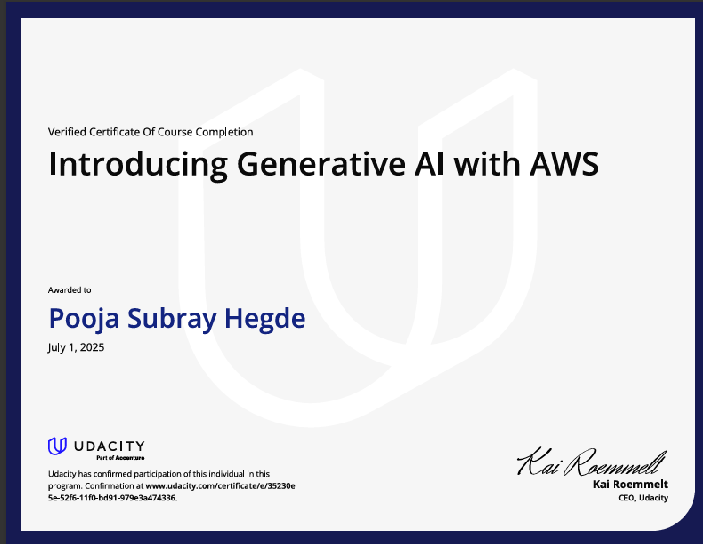 Verified Certificate Of Course Completion
Introducing Generative AI with AWS
Awarded to
Pooja Subray Hegde
July 1, 2025
UDACITY
Part of Accenture
Udacity has confirmed participation of this individual in this
program. Confirmation at www.udacity.com/certificate/e/35230e
5e-52f6-11f0-bd91-979e3a474336.
Kai Roemmelt
Kai Roemmelt
CEO, Udacity